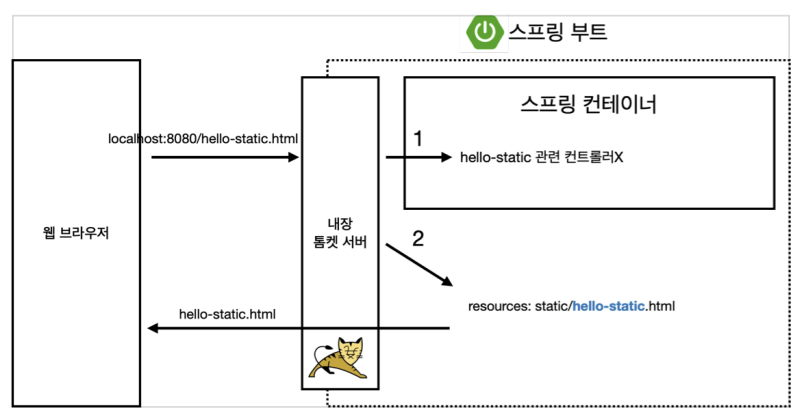 스프링 부트
스프링 컨테이너
localhost:8080/hello-static.html
1
hello-static 관련 컨트롤러X
웹 브라우저
내장
톰켓 서버
2
resources: static/hello-static.html
hello-static.html